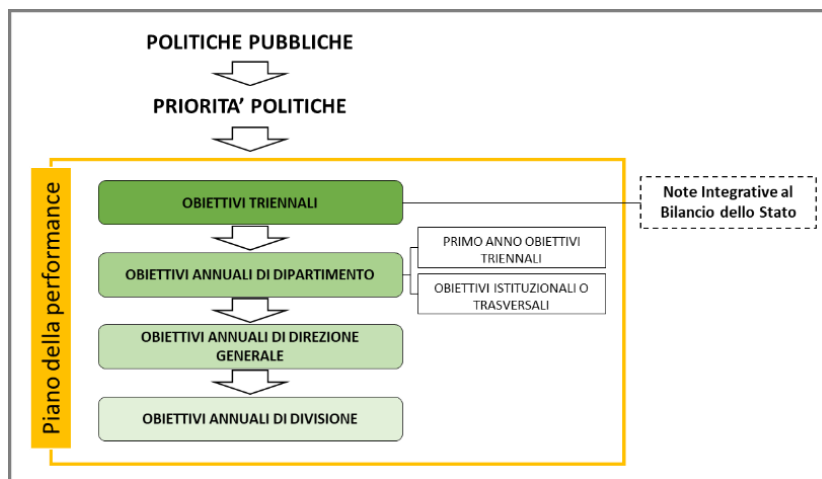 POLITICHE PUBBLICHE
PRIORITA’ POLITICHE
Piano della performance
OBIETTIVI TRIENNALI
Note Integrative al
Bilancio dello Stato
OBIETTIVI ANNUALI DI DIPARTIMENTO
PRIMO ANNO OBIETTIVI
TRIENNALI
OBIETTIVI ISTITUZIONALI O
TRASVERSALI
OBIETTIVI ANNUALI DI DIREZIONE
GENERALE
OBIETTIVI ANNUALI DI DIVISIONE